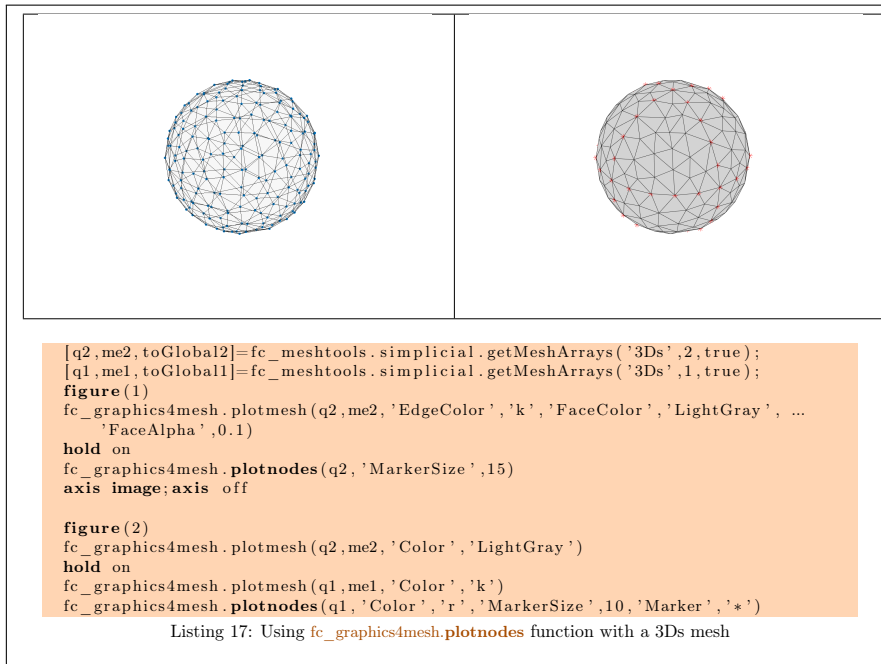 [q2,me2,toGlobal2]=fc_meshtools.simplicial.getMeshArrays('3Ds',2,true);
[q1,me1,toGlobal1]=fc_meshtools.simplicial.getMeshArrays('3Ds',1,true);
figure(1)
fc_graphics4mesh.plotmesh(q2,me2,'EdgeColor','k','FaceColor','LightGray', ...
'FaceAlpha',0.1)
hold on
fc_graphics4mesh.plotnodes(q2,'MarkerSize',15)
axis image;axis off
figure(2)
fc_graphics4mesh.plotmesh(q2,me2,'Color','LightGray')
hold on
fc_graphics4mesh.plotmesh(q1,me1,'Color','k')
fc_graphics4mesh.plotnodes(q1,'Color','r','MarkerSize',10,'Marker','*')
Listing 17: Using fc_graphics4mesh.plotnodes function with a 3Ds mesh